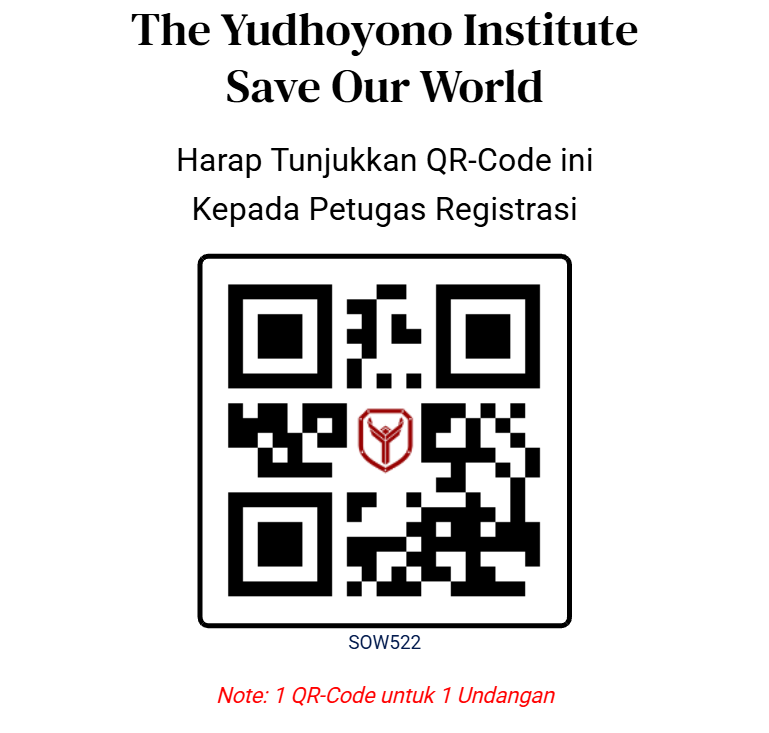 The Yudhoyono Institute
Save Our World
Harap Tunjukkan QR-Code ini
Kepada Petugas Registrasi
SOW522
Note: 1 QR-Code untuk 1 Undangan